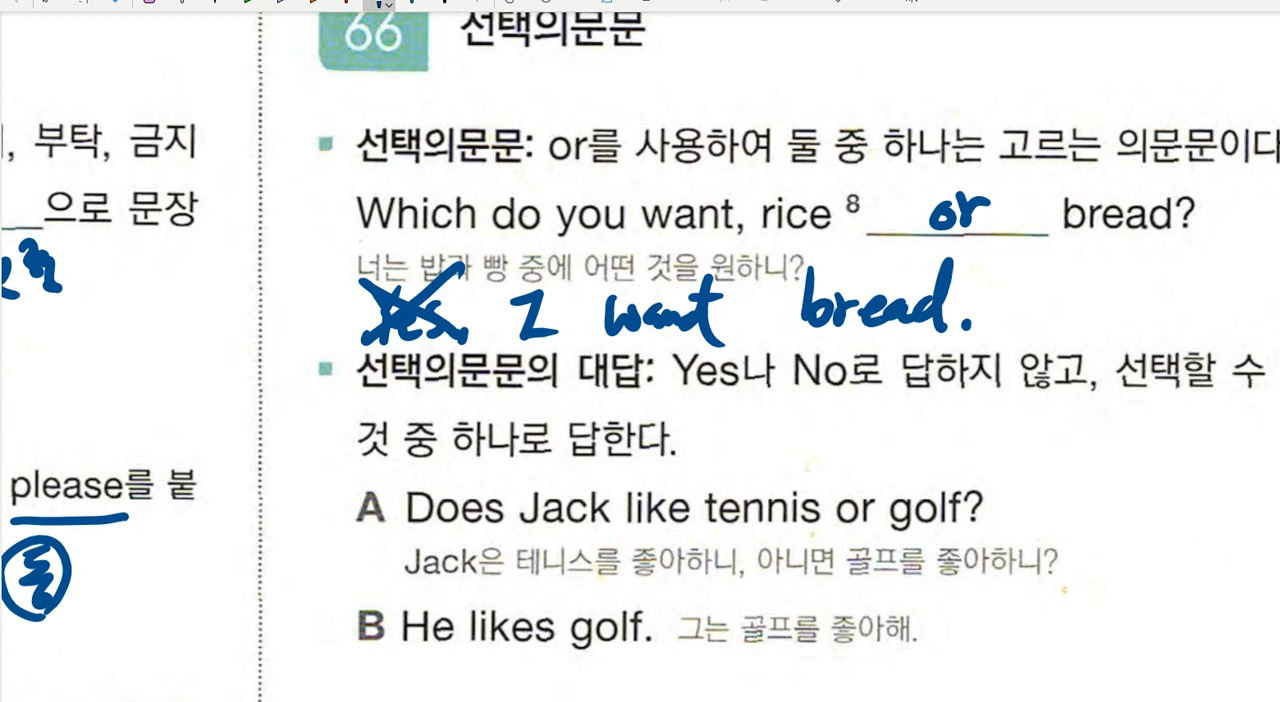 66 선택의문문
, 부탁, 금지
으로 문장
please를 붙
선택의문문: or를 사용하여 둘 중 하나는 고르는 의문문이다
Which do you want, rice 8 or bread?
너는 밥과 빵 중에 어떤 것을 원하니?
Yes, I want bread.
선택의문문의 대답: Yes나 No로 답하지 않고, 선택할 수
것 중 하나로 답한다.
A Does Jack like tennis or golf?
Jack은 테니스를 좋아하니, 아니면 골프를 좋아하니?
B He likes golf. 그는 골프를 좋아해.